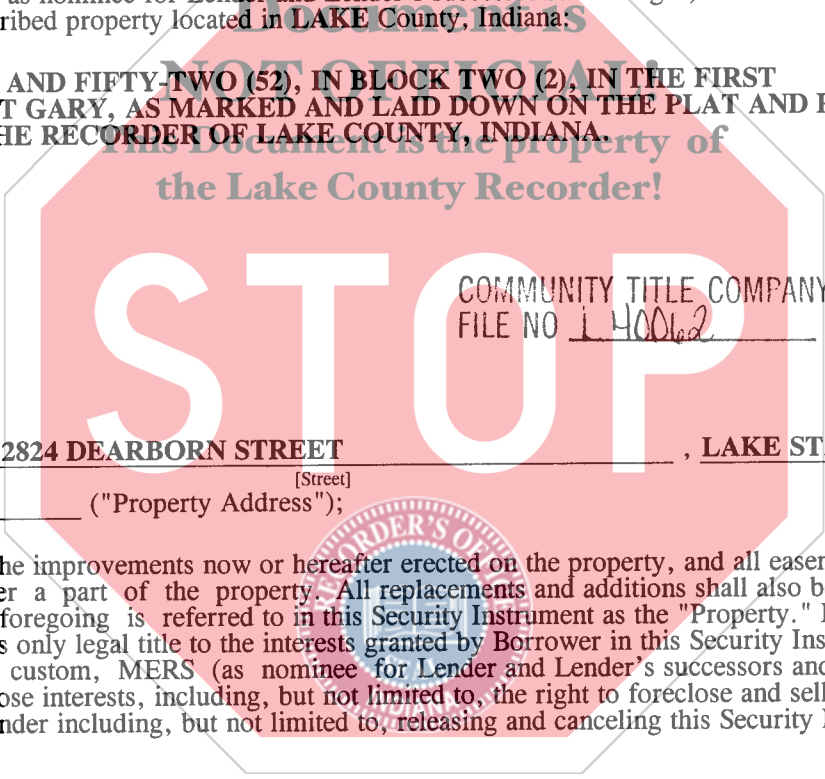 as nominee for Lender and Lender's
Document is
ribed property located in LAKE County, Indiana:
NOT OFFICIAL!
AND FIFTY-TWO (52), IN BLOCK TWO (2), IN THE FIRST
T GARY, AS MARKED AND LAID DOWN ON THE PLAT AND
HE RECORDER OF LAKE COUNTY, INDIANA.
This Document is the property of
the Lake County Recorder!
STOP
COMMUNITY TITLE COMPANY
FILE NO L 40062
2824 DEARBORN STREET , LAKE ST
[Street]
("Property Address");
RECORDER'S OFFICE
he improvements now or hereafter erected on the property, and all easem
er a part of the property. All replacements and additions shall also b
foregoing is referred to in this Security Instrument as the "Property."
s only legal title to the interests granted by Borrower in this Security Ins
custom, MERS (as nominee for Lender and Lender's successors and
ose interests, including, but not limited to, the right to foreclose and sell
nder including, but not limited to, releasing and canceling this Security
INDIANA